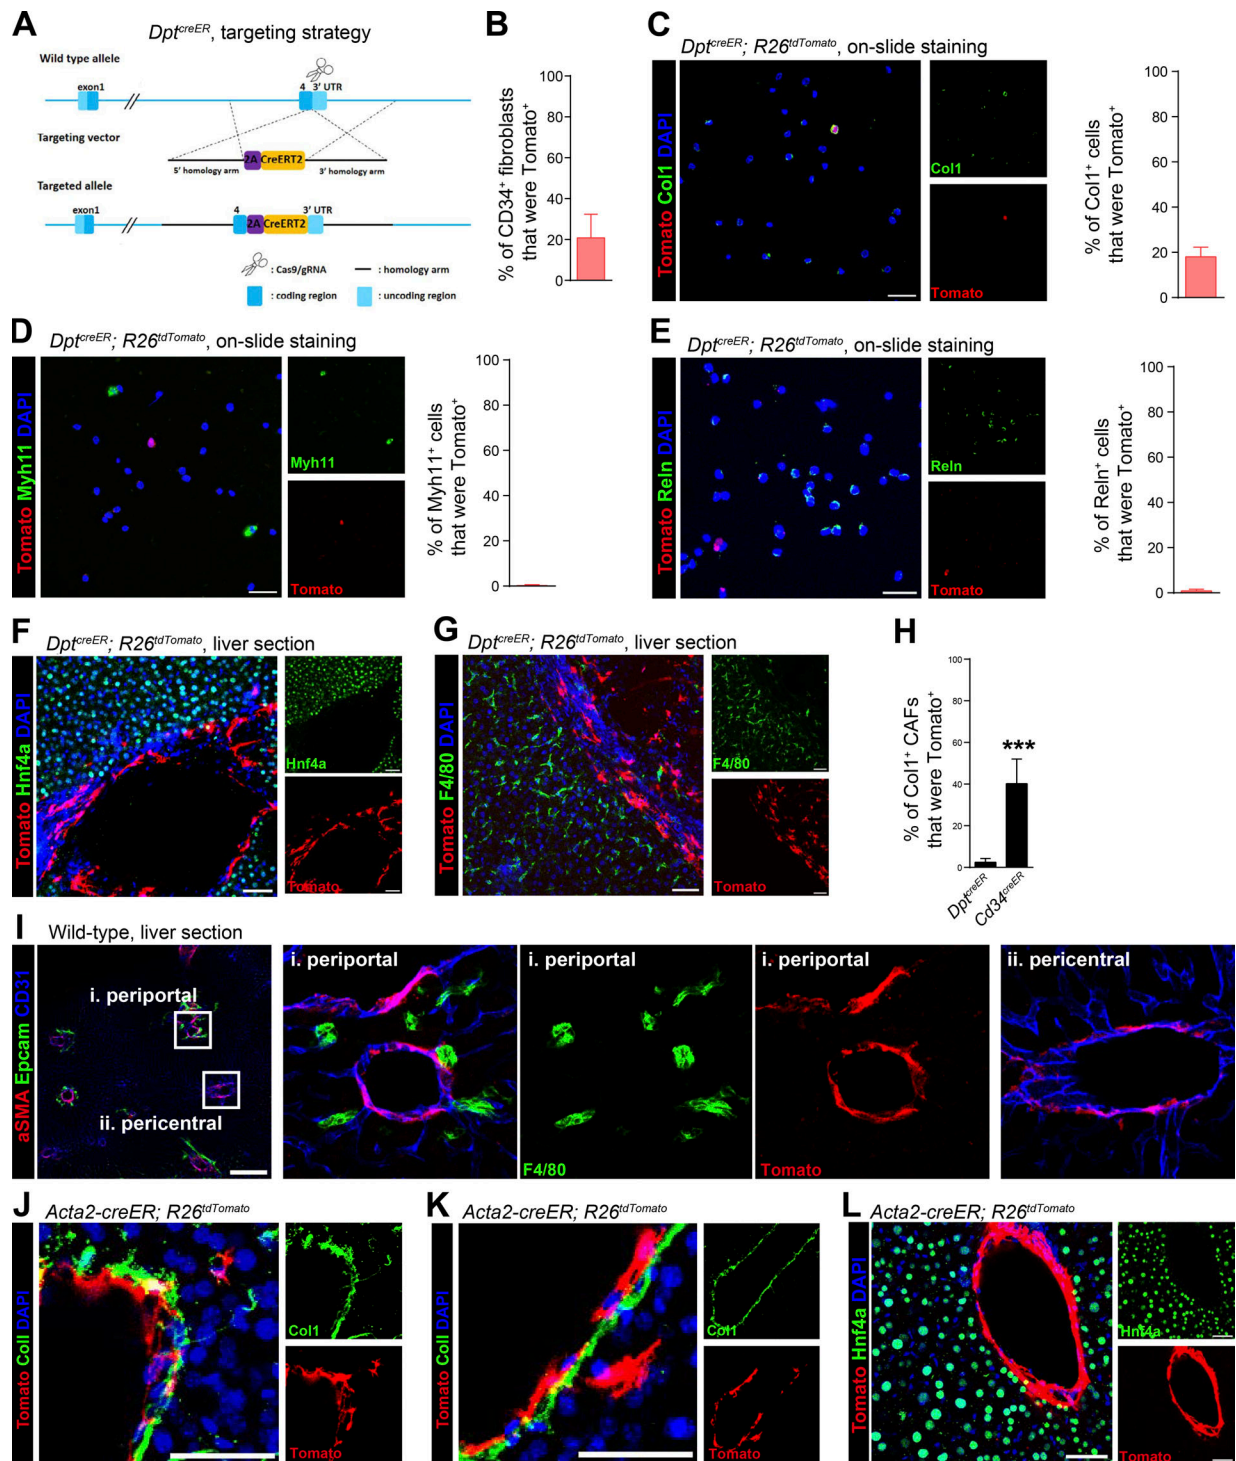 A
Dpt^creER, targeting strategy
Wild type allele
exon1
4
3' UTR
Targeting vector
2A
CreERT2
5' homology arm
3' homology arm
Targeted allele
exon1
4
2A
CreERT2
3' UTR
: Cas9/gRNA
: homology arm
: coding region
: uncoding region
B
% of CD34+ fibroblasts
that were Tomato+
100
80
60
40
20
0
C
Dpt^creER; R26^tdTomato, on-slide staining
Tomato Col1 DAPI
Col1
Tomato
% of Col1+ cells
that were Tomato+
100
80
60
40
20
0
D
Dpt^creER; R26^tdTomato, on-slide staining
Tomato Myh11 DAPI
Myh11
Tomato
% of Myh11+ cells
that were Tomato+
100
80
60
40
20
0
E
Dpt^creER; R26^tdTomato, on-slide staining
Tomato Reln DAPI
Reln
Tomato
% of Reln+ cells
that were Tomato+
100
80
60
40
20
0
F
Dpt^creER; R26^tdTomato, liver section
Tomato Hnf4a DAPI
Hnf4a
Tomato
G
Dpt^creER; R26^tdTomato, liver section
Tomato F4/80 DAPI
F4/80
Tomato
H
% of Col1+ CAFs
that were Tomato+
100
80
60
40
20
0
***
Dpt^creER
Cd34^creER
I
Wild-type, liver section
aSMA Epcam CD31
i. periportal
ii. pericentral
i. periportal
i. periportal
F4/80
i. periportal
Tomato
ii. pericentral
J
Acta2-creER; R26^tdTomato
Tomato Coll DAPI
Col1
Tomato
K
Acta2-creER; R26^tdTomato
Tomato Coll DAPI
Col1
Tomato
L
Acta2-creER; R26^tdTomato
Tomato Hnf4a DAPI
Hnf4a
Tomato